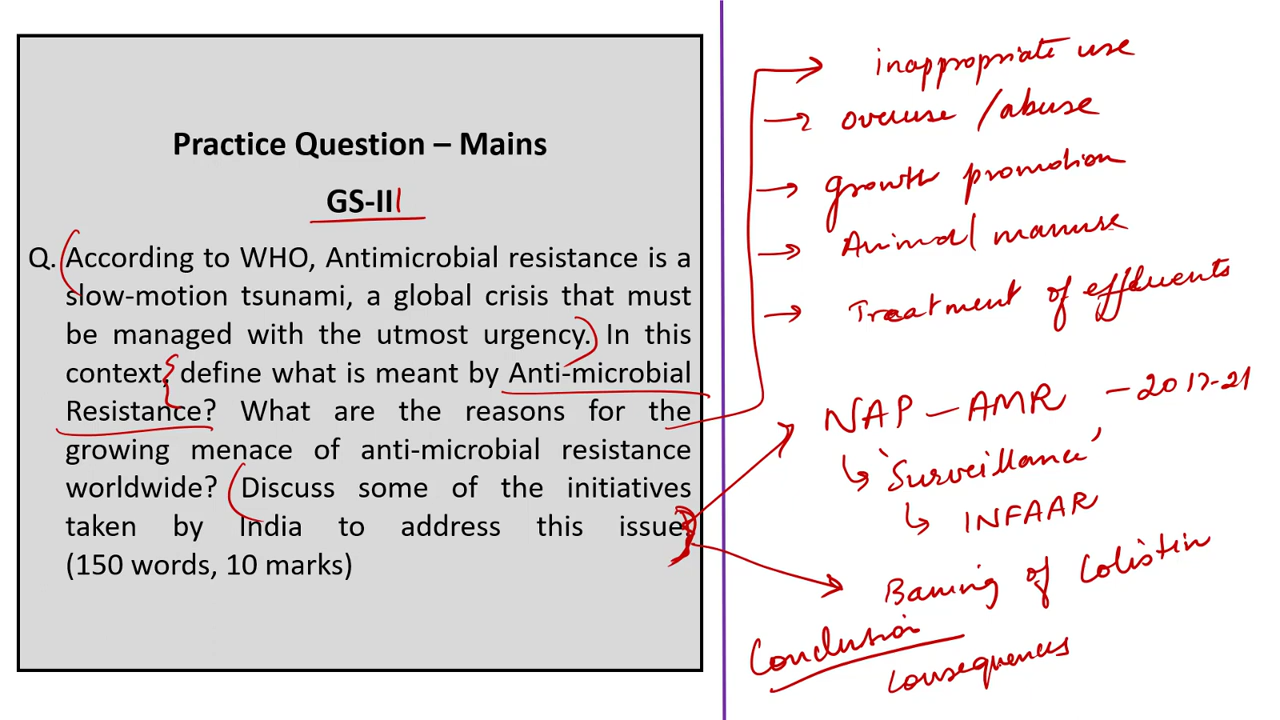 Practice Question – Mains
GS-III
Q. According to WHO, Antimicrobial resistance is a
slow-motion tsunami, a global crisis that must
be managed with the utmost urgency. In this
context, define what is meant by Anti-microbial
Resistance? What are the reasons for the
growing menace of anti-microbial resistance
worldwide? Discuss some of the initiatives
taken by India to address this issue.
(150 words, 10 marks)
inappropriate use
overuse / abuse
growth promotion
Animal manure
Treatment of effluents
NAP – AMR – 2017-21
'Surveillance'
INFAAR
Baning of Colistin
Conclusion
Consequences